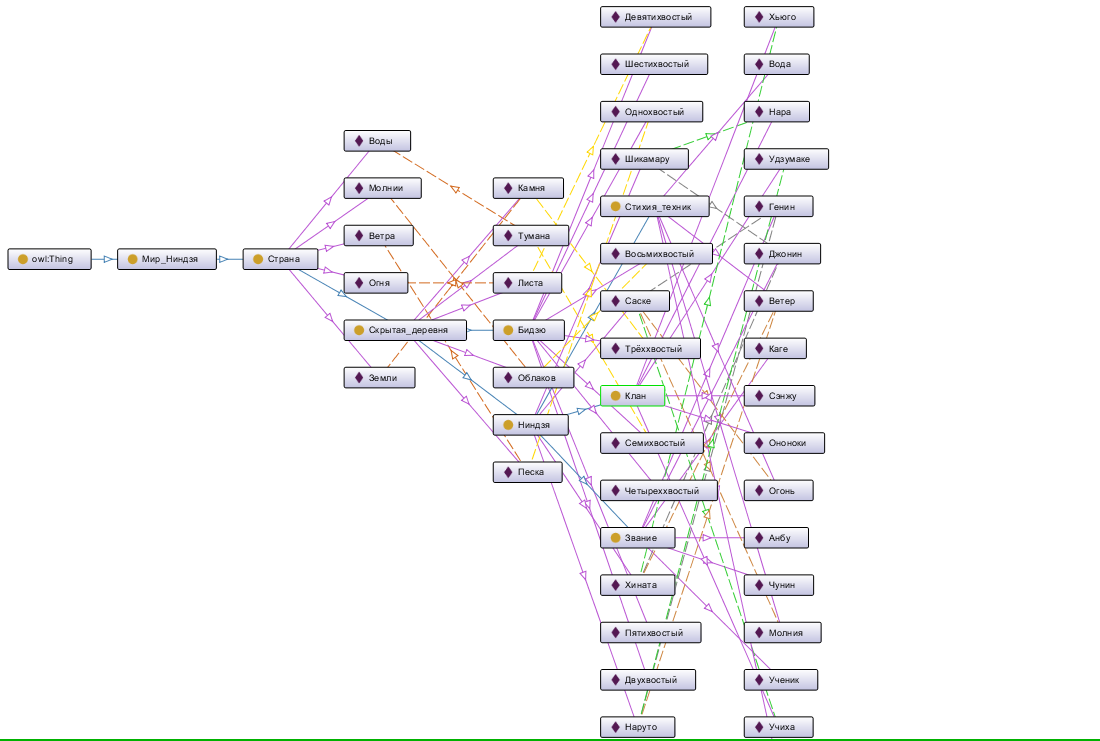 owl:Thing
Мир_Ниндзя
Страна
Воды
Молнии
Ветра
Огня
Скрытая_деревня
Земли
Камня
Тумана
Листа
Бидзю
Облаков
Ниндзя
Песка
Девятихвостый
Шестихвостый
Однохвостый
Шикамару
Стихия_техник
Восьмихвостый
Саске
Трёххвостый
Клан
Семихвостый
Четыреххвостый
Звание
Хината
Пятихвостый
Двухвостый
Наруто
Хьюго
Вода
Нара
Удзумаке
Генин
Джонин
Ветер
Каге
Сэнжу
Ононоки
Огонь
Анбу
Чунин
Молния
Ученик
Учиха